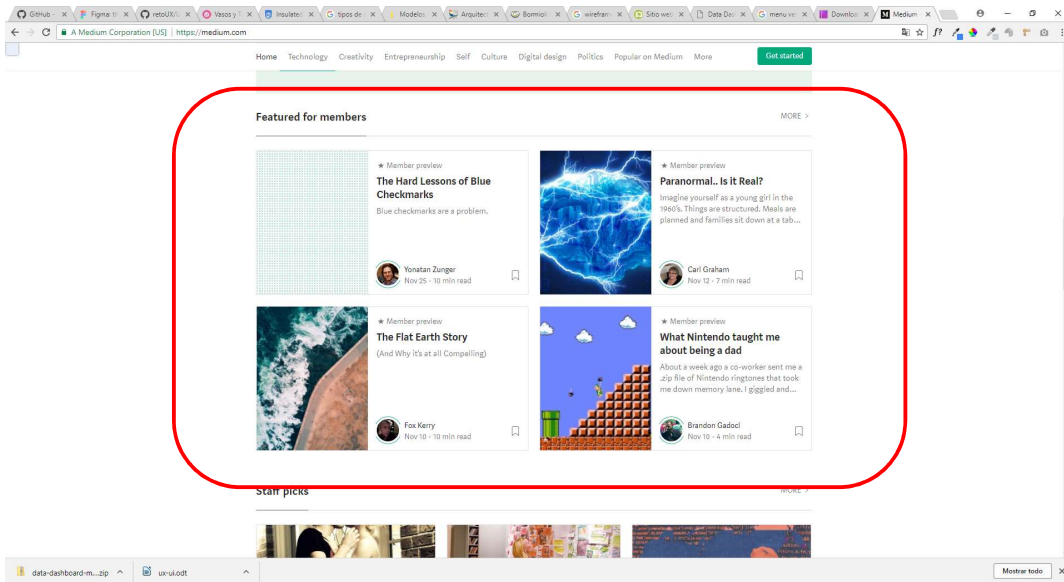 GitHub -
Figma: t
retoUX/
Vasos y T
Insulated
tipos de
Modelos
Arquitect
Bormioli
wirefram
Sitio web
Data Das
menu ve
Downloa
Medium
A Medium Corporation [US] | https://medium.com
Home Technology Creativity Entrepreneurship Self Culture Digital design Politics Popular on Medium More Get started
Featured for members MORE >
★ Member preview
The Hard Lessons of Blue
Checkmarks
Blue checkmarks are a problem.
Yonatan Zunger
Nov 25 · 10 min read
★ Member preview
Paranormal.. Is it Real?
Imagine yourself as a young girl in the
1960's. Things are structured. Meals are
planned and families sit down at a tab...
Carl Graham
Nov 12 · 7 min read
★ Member preview
The Flat Earth Story
(And Why it's at all Compelling)
Fox Kerry
Nov 10 · 10 min read
★ Member preview
What Nintendo taught me
about being a dad
About a week ago a co-worker sent me a
.zip file of Nintendo ringtones that took
me down memory lane. I giggled and...
Brandon Gadoci
Nov 10 · 4 min read
Staff picks MORE >
data-dashboard-m....zip
ux-ui.odt
Mostrar todo